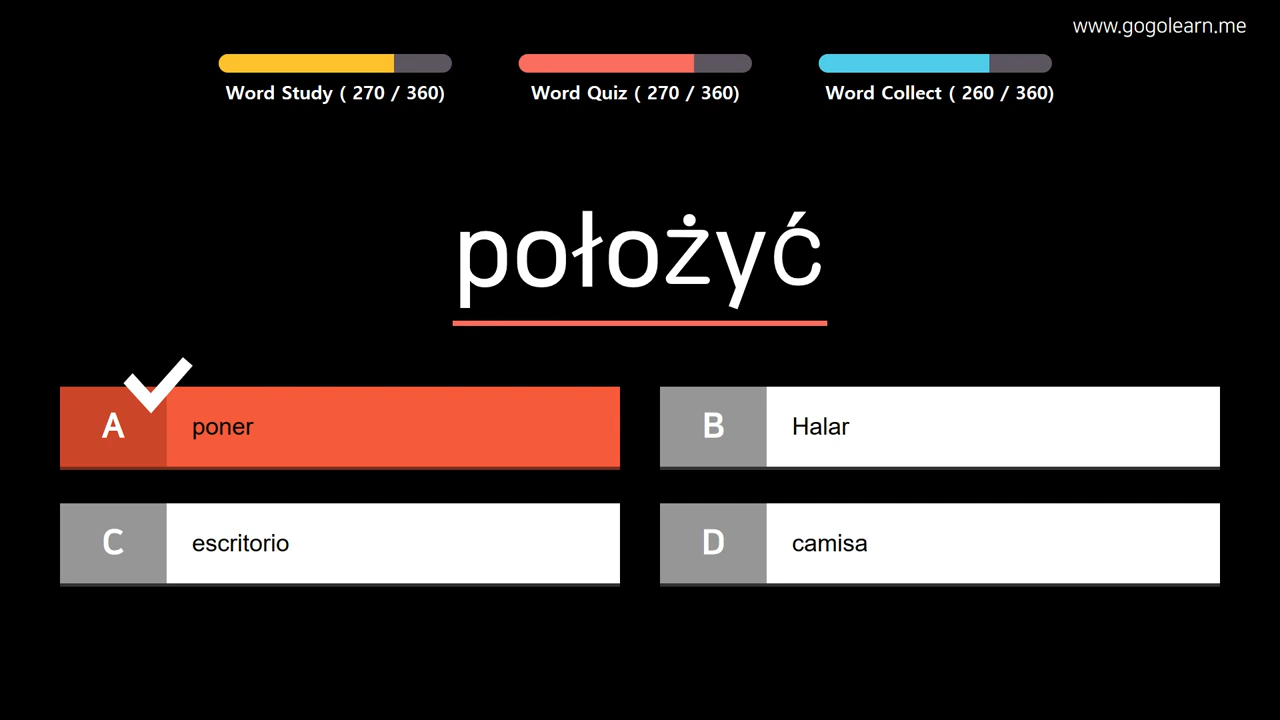 www.gogolearn.me
Word Study ( 270 / 360)
Word Quiz ( 270 / 360)
Word Collect ( 260 / 360)
położyć
A poner
B Halar
C escritorio
D camisa